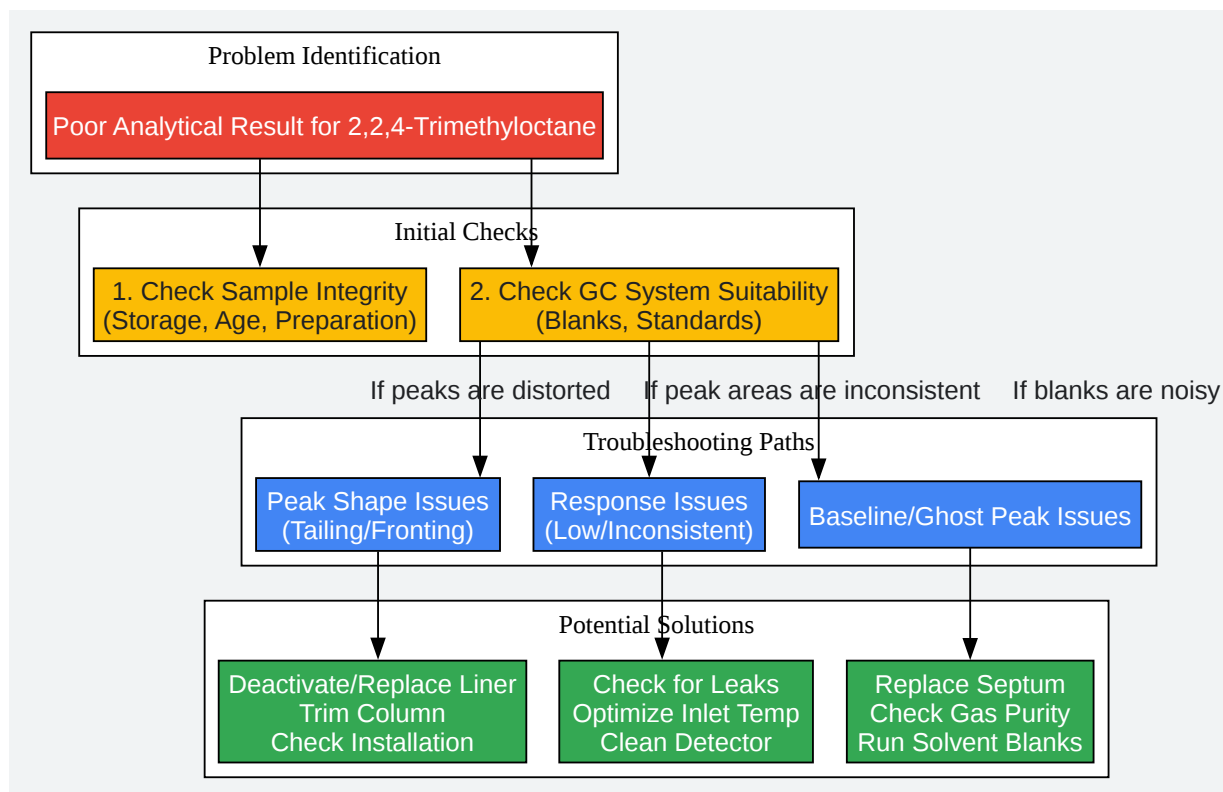 Problem Identification
Poor Analytical Result for 2,2,4-Trimethyloctane
Initial Checks
1. Check Sample Integrity
(Storage, Age, Preparation)
2. Check GC System Suitability
(Blanks, Standards)
If peaks are distorted
If peak areas are inconsistent
If blanks are noisy
Troubleshooting Paths
Peak Shape Issues
(Tailing/Fronting)
Response Issues
(Low/Inconsistent)
Baseline/Ghost Peak Issues
Potential Solutions
Deactivate/Replace Liner
Trim Column
Check Installation
Check for Leaks
Optimize Inlet Temp
Clean Detector
Replace Septum
Check Gas Purity
Run Solvent Blanks